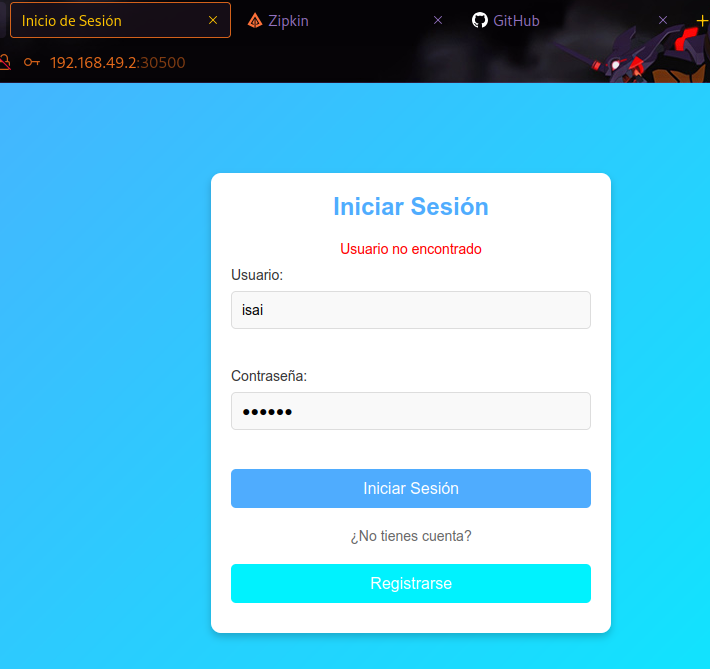 Inicio de Sesión
Zipkin
GitHub
192.168.49.2:30500
Iniciar Sesión
Usuario no encontrado
Usuario:
isai
Contraseña:
••••••
Iniciar Sesión
¿No tienes cuenta?
Registrarse